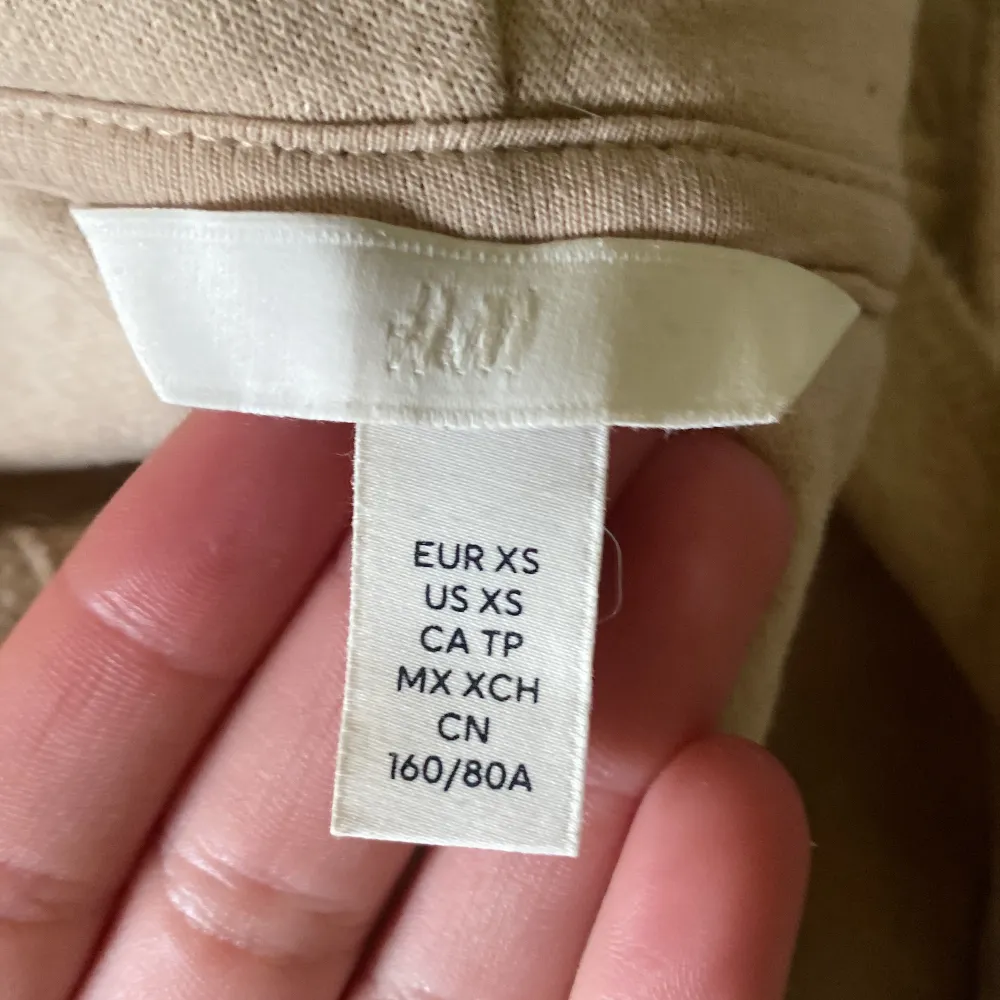 H&M
EUR XS
US XS
CA TP
MX XCH
CN
160/80A